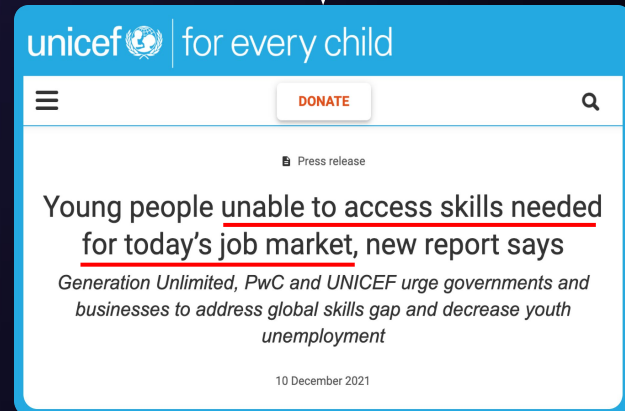 unicef for every child
DONATE
Press release
Young people unable to access skills needed
for today's job market, new report says
Generation Unlimited, PwC and UNICEF urge governments and
businesses to address global skills gap and decrease youth
unemployment
10 December 2021